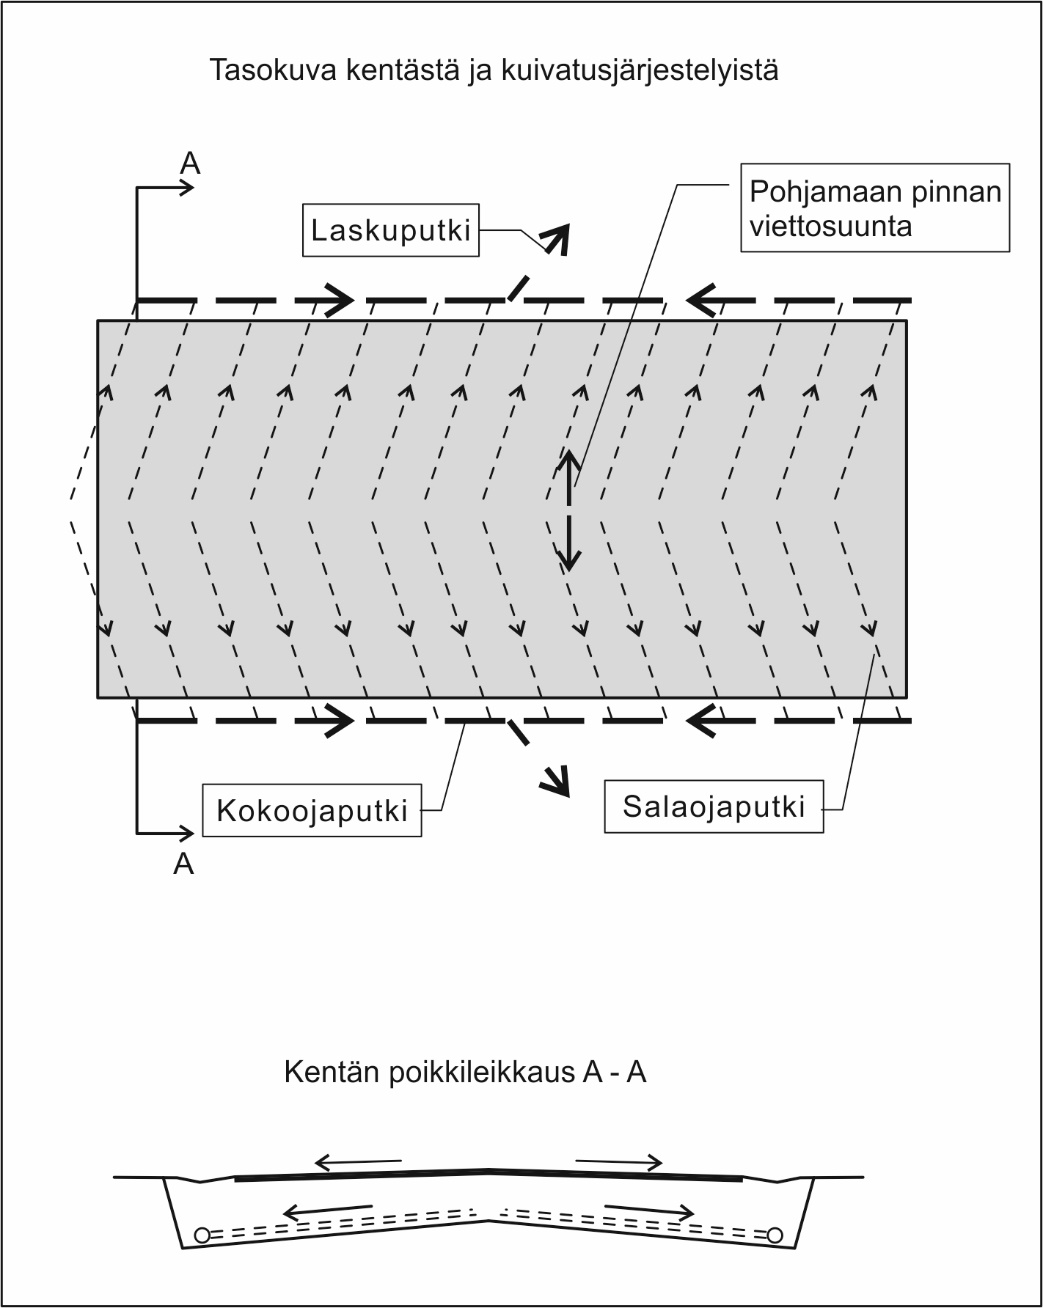 Tasokuva kentästä ja kuivatusjärjestelyistä
A
Laskuputki
Pohjamaan pinnan
viettosuunta
Kokoojaputki
Salaojaputki
A
Kentän poikkileikkaus A - A